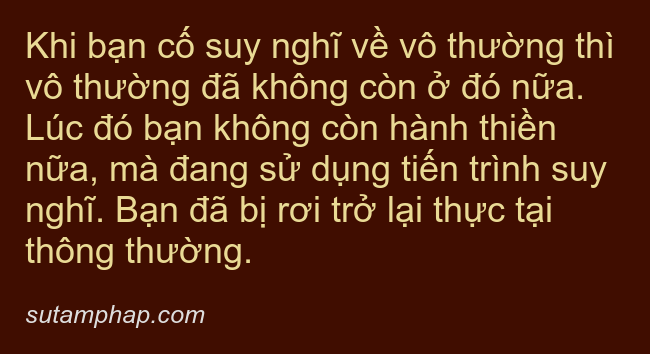 Khi bạn cố suy nghĩ về vô thường thì
vô thường đã không còn ở đó nữa.
Lúc đó bạn không còn hành thiền
nữa, mà đang sử dụng tiến trình suy
nghĩ. Bạn đã bị rơi trở lại thực tại
thông thường.
sutamphap.com